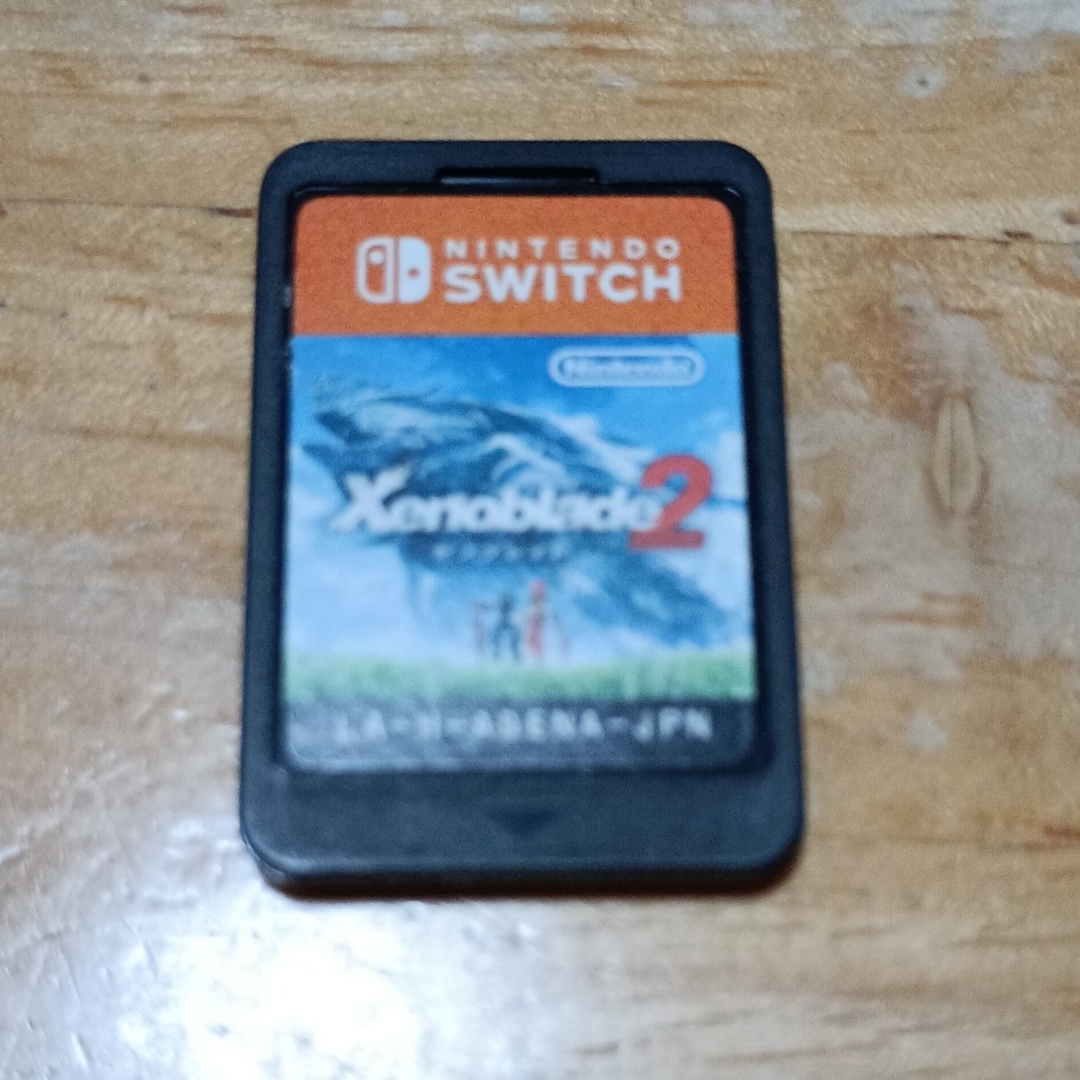 NINTENDO
SWITCH
Nintendo
Xenoblade2
LA-H-ADENA-JPN